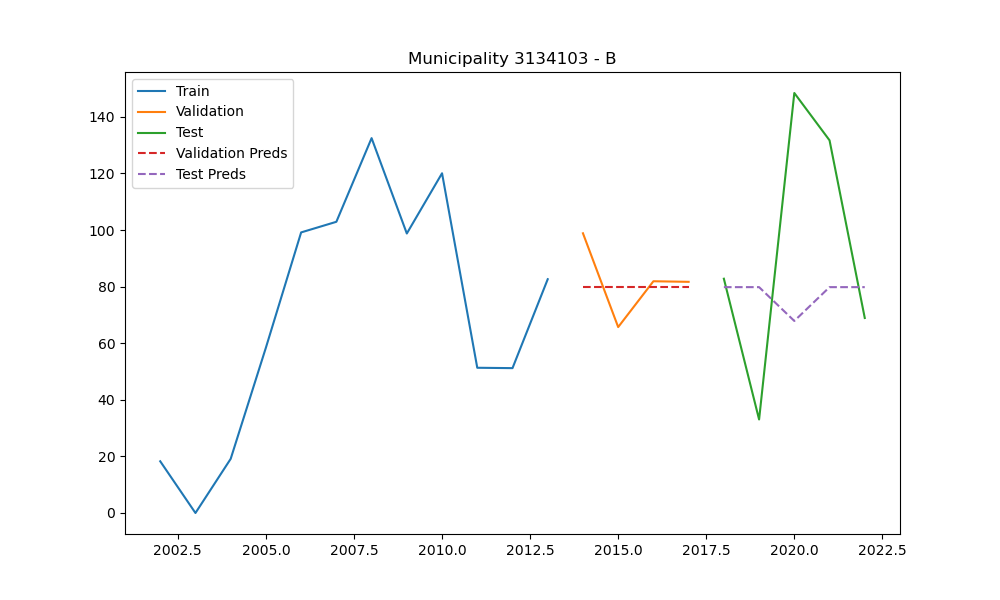 Municipality 3134103 - B
Train
Validation
Test
Validation Preds
Test Preds
140
120
100
80
60
40
20
0
2002.5 2005.0 2007.5 2010.0 2012.5 2015.0 2017.5 2020.0 2022.5